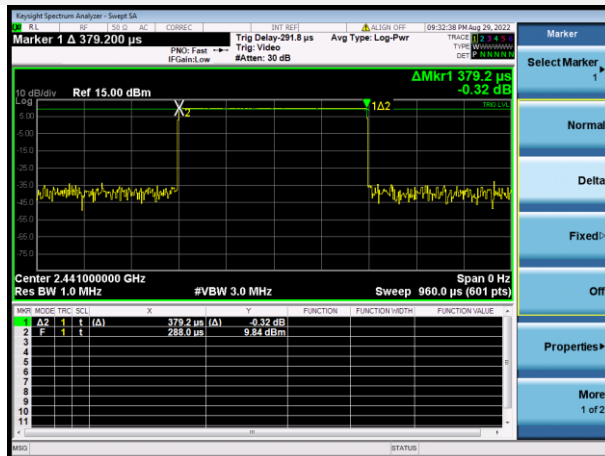 Keysight Spectrum Analyzer - Swept SA
RL RF 50 Ω AC CORREC INT REF ALIGN OFF 09:32:38 PM Aug 29, 2022
Marker 1 Δ 379.200 µs
PNO: Fast
IFGain:Low
Trig Delay-291.8 µs
Trig: Video
#Atten: 30 dB
Avg Type: Log-Pwr
TRACE 1 2 3 4 5 6
TYPE WWWWWW
DET P N N N N N
ΔMkr1 379.2 µs
-0.32 dB
10 dB/div Ref 15.00 dBm
Log
TRIG LVL
X2
1Δ2
5.00
-5.00
-15.0
-25.0
-35.0
-45.0
-55.0
-65.0
-75.0
Center 2.441000000 GHz Span 0 Hz
Res BW 1.0 MHz #VBW 3.0 MHz Sweep 960.0 µs (601 pts)
MKR MODE TRC SCL X Y FUNCTION FUNCTION WIDTH FUNCTION VALUE
1 Δ2 1 t (Δ) 379.2 µs (Δ) -0.32 dB
2 F 1 t 288.0 µs 9.84 dBm
3
4
5
6
7
8
9
10
11
MSG STATUS
Marker
Select Marker
1
Normal
Delta
Fixed
Off
Properties
More
1 of 2